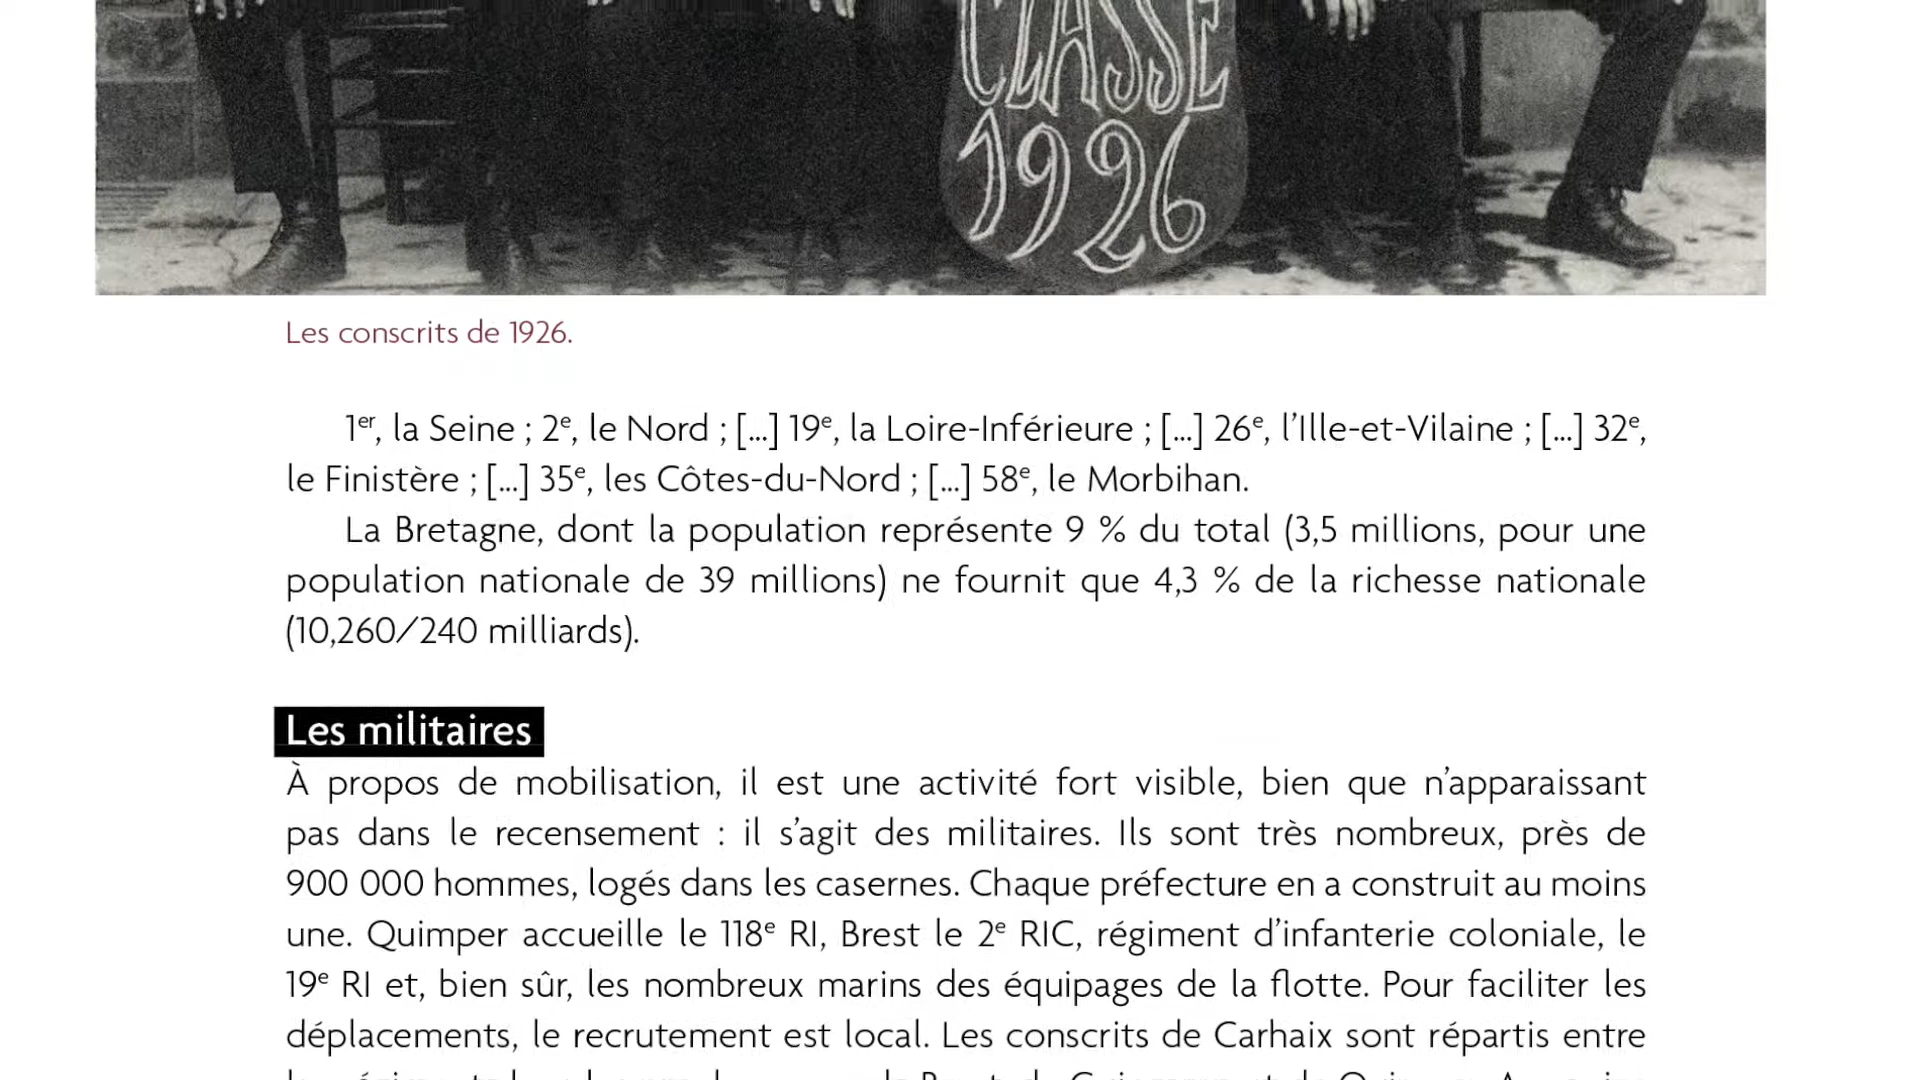 CLASSE
1926
Les conscrits de 1926.
1er, la Seine ; 2e, le Nord ; [...] 19e, la Loire-Inférieure ; [...] 26e, l’Ille-et-Vilaine ; [...] 32e,
le Finistère ; [...] 35e, les Côtes-du-Nord ; [...] 58e, le Morbihan.
La Bretagne, dont la population représente 9 % du total (3,5 millions, pour une
population nationale de 39 millions) ne fournit que 4,3 % de la richesse nationale
(10,260/240 milliards).
Les militaires
À propos de mobilisation, il est une activité fort visible, bien que n’apparaissant
pas dans le recensement : il s’agit des militaires. Ils sont très nombreux, près de
900 000 hommes, logés dans les casernes. Chaque préfecture en a construit au moins
une. Quimper accueille le 118e RI, Brest le 2e RIC, régiment d’infanterie coloniale, le
19e RI et, bien sûr, les nombreux marins des équipages de la flotte. Pour faciliter les
déplacements, le recrutement est local. Les conscrits de Carhaix sont répartis entre